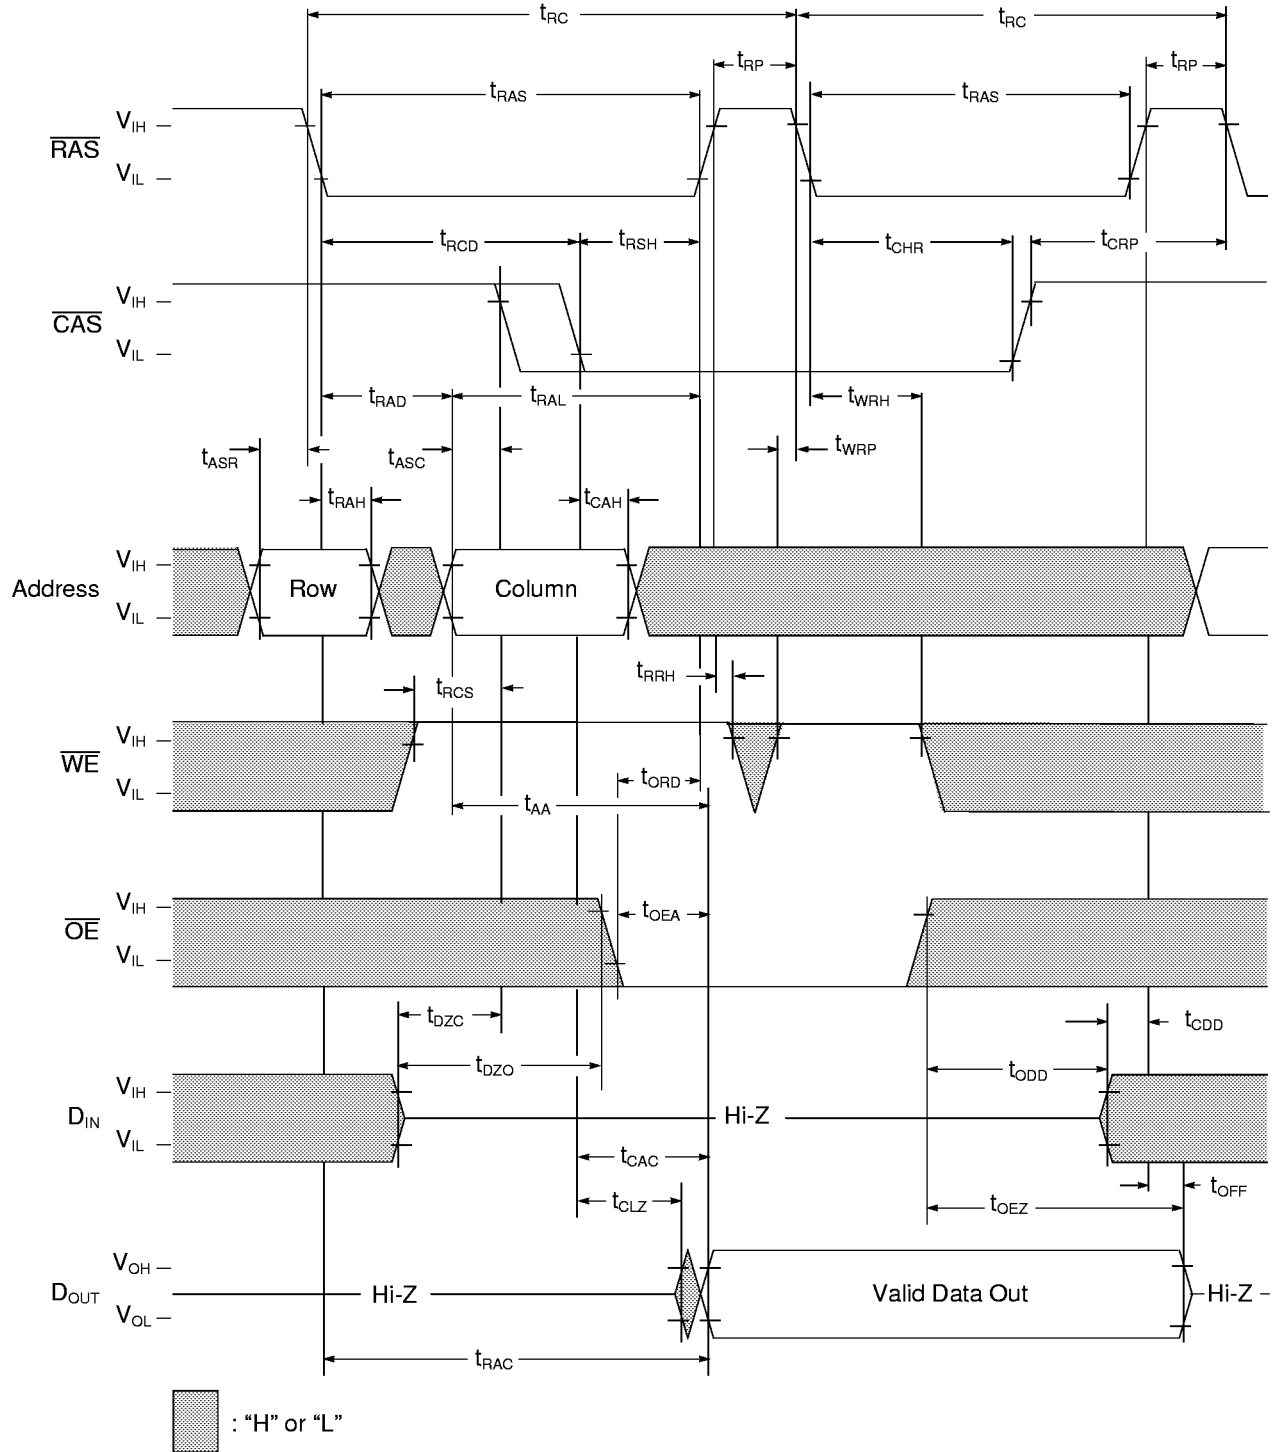 tRC tRC
tRP tRP
tRAS tRAS
VIH
RAS
VIL
tRCD tRSH tCHR tCRP
VIH
CAS
VIL
tRAD tRAL tWRH
tASR tASC tWRP
tRAH tCAH
VIH
Address Row Column
VIL
tRRH
tRCS
VIH
WE
VIL
tORD
tAA
VIH
tOEA
OE
VIL
tDZC tCDD
tDZO tODD
VIH
DIN Hi-Z
VIL
tCAC
tCLZ tOEZ tOFF
VOH
DOUT Hi-Z Valid Data Out Hi-Z
VOL
tRAC
: “H” or “L”